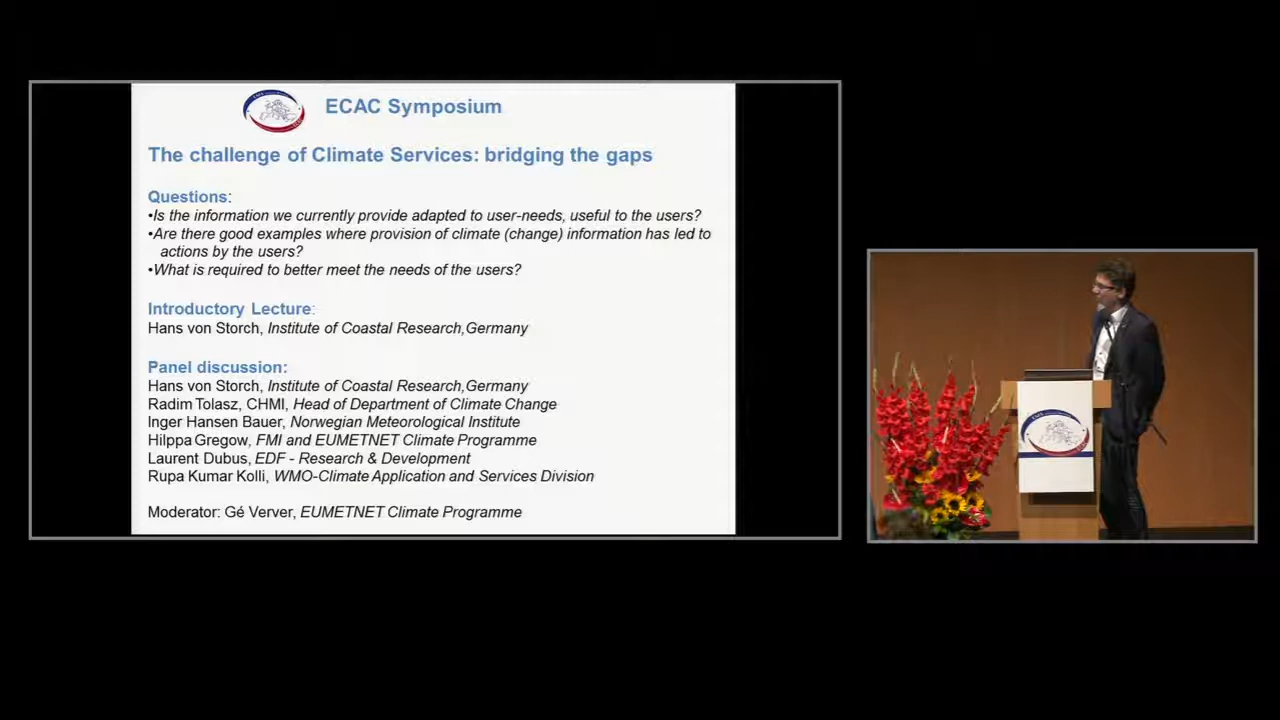 ECAC Symposium
The challenge of Climate Services: bridging the gaps
Questions:
•Is the information we currently provide adapted to user-needs, useful to the users?
•Are there good examples where provision of climate (change) information has led to
actions by the users?
•What is required to better meet the needs of the users?
Introductory Lecture:
Hans von Storch, Institute of Coastal Research,Germany
Panel discussion:
Hans von Storch, Institute of Coastal Research,Germany
Radim Tolasz, CHMI, Head of Department of Climate Change
Inger Hansen Bauer, Norwegian Meteorological Institute
Hilppa Gregow, FMI and EUMETNET Climate Programme
Laurent Dubus, EDF - Research & Development
Rupa Kumar Kolli, WMO-Climate Application and Services Division
Moderator: Gé Verver, EUMETNET Climate Programme